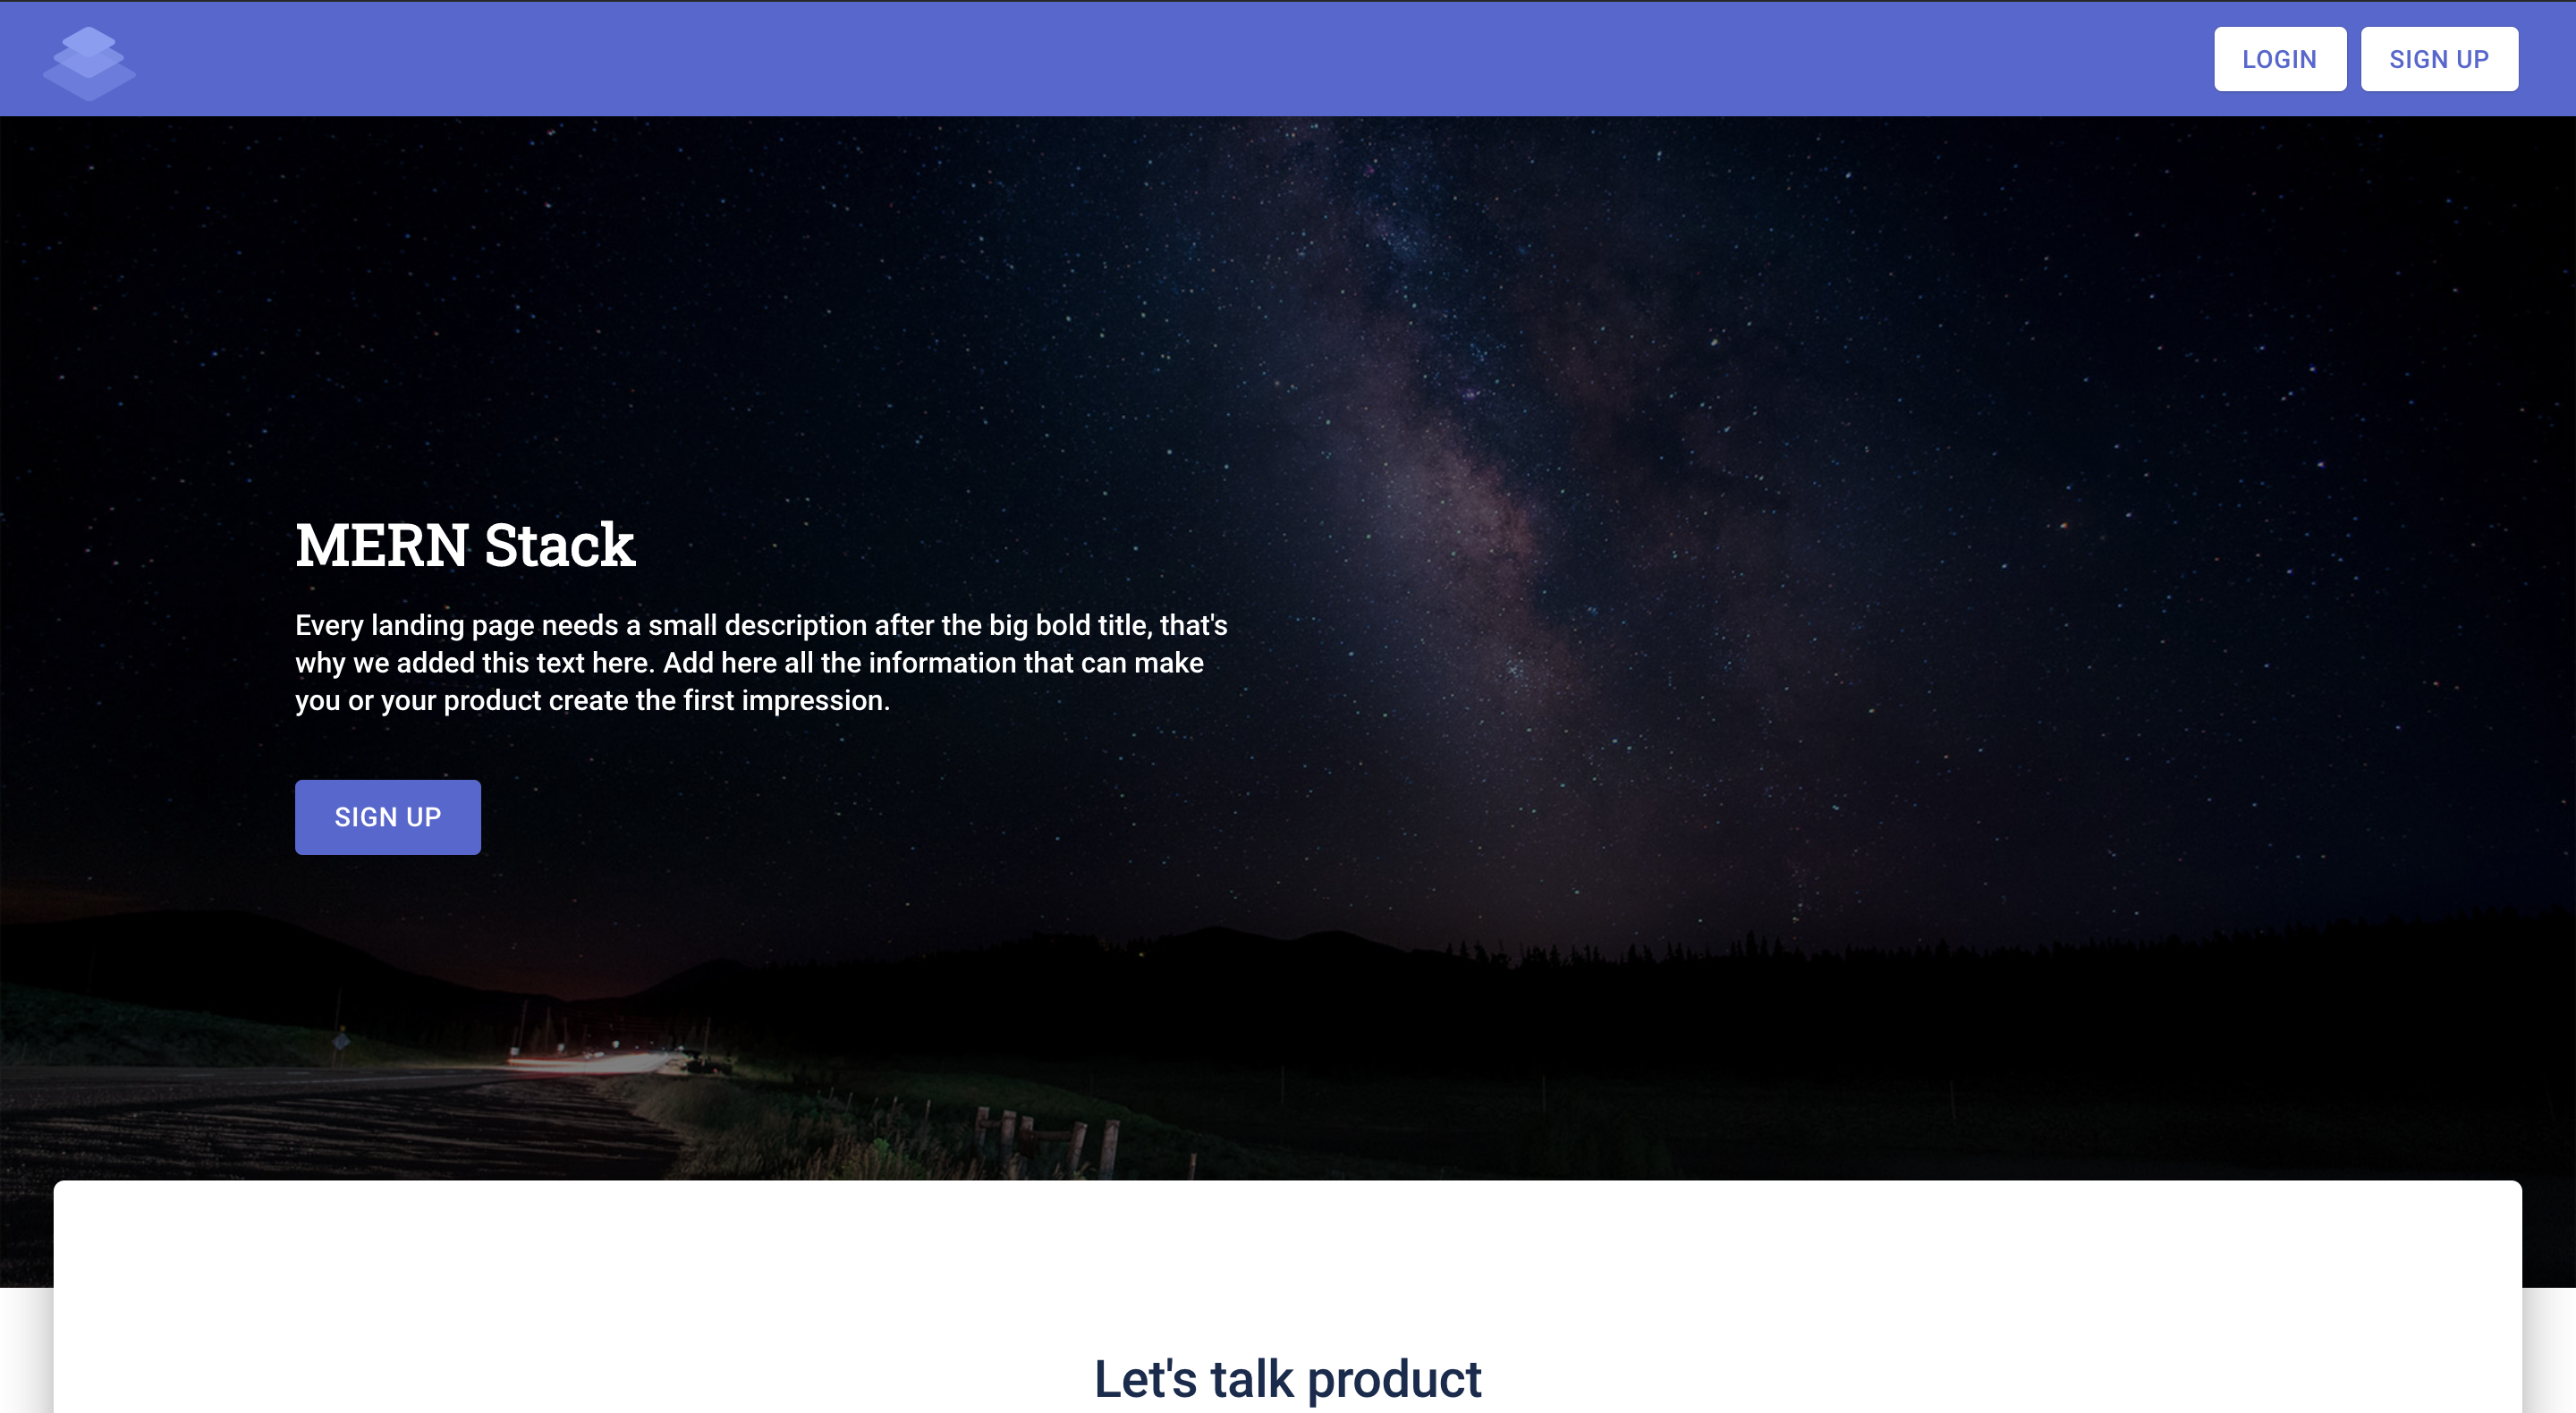 LOGIN
SIGN UP
MERN Stack
Every landing page needs a small description after the big bold title, that's
why we added this text here. Add here all the information that can make
you or your product create the first impression.
SIGN UP
Let's talk product